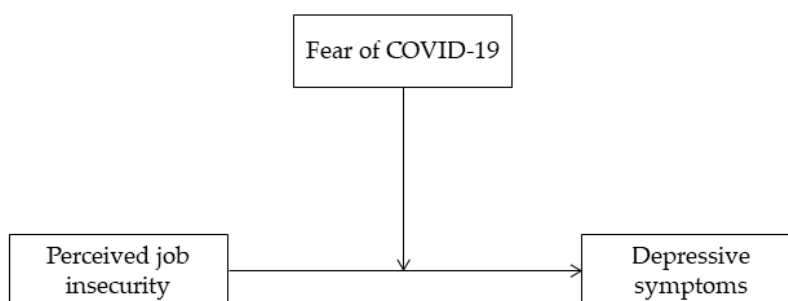 Fear of COVID-19
Perceived job
insecurity
Depressive
symptoms